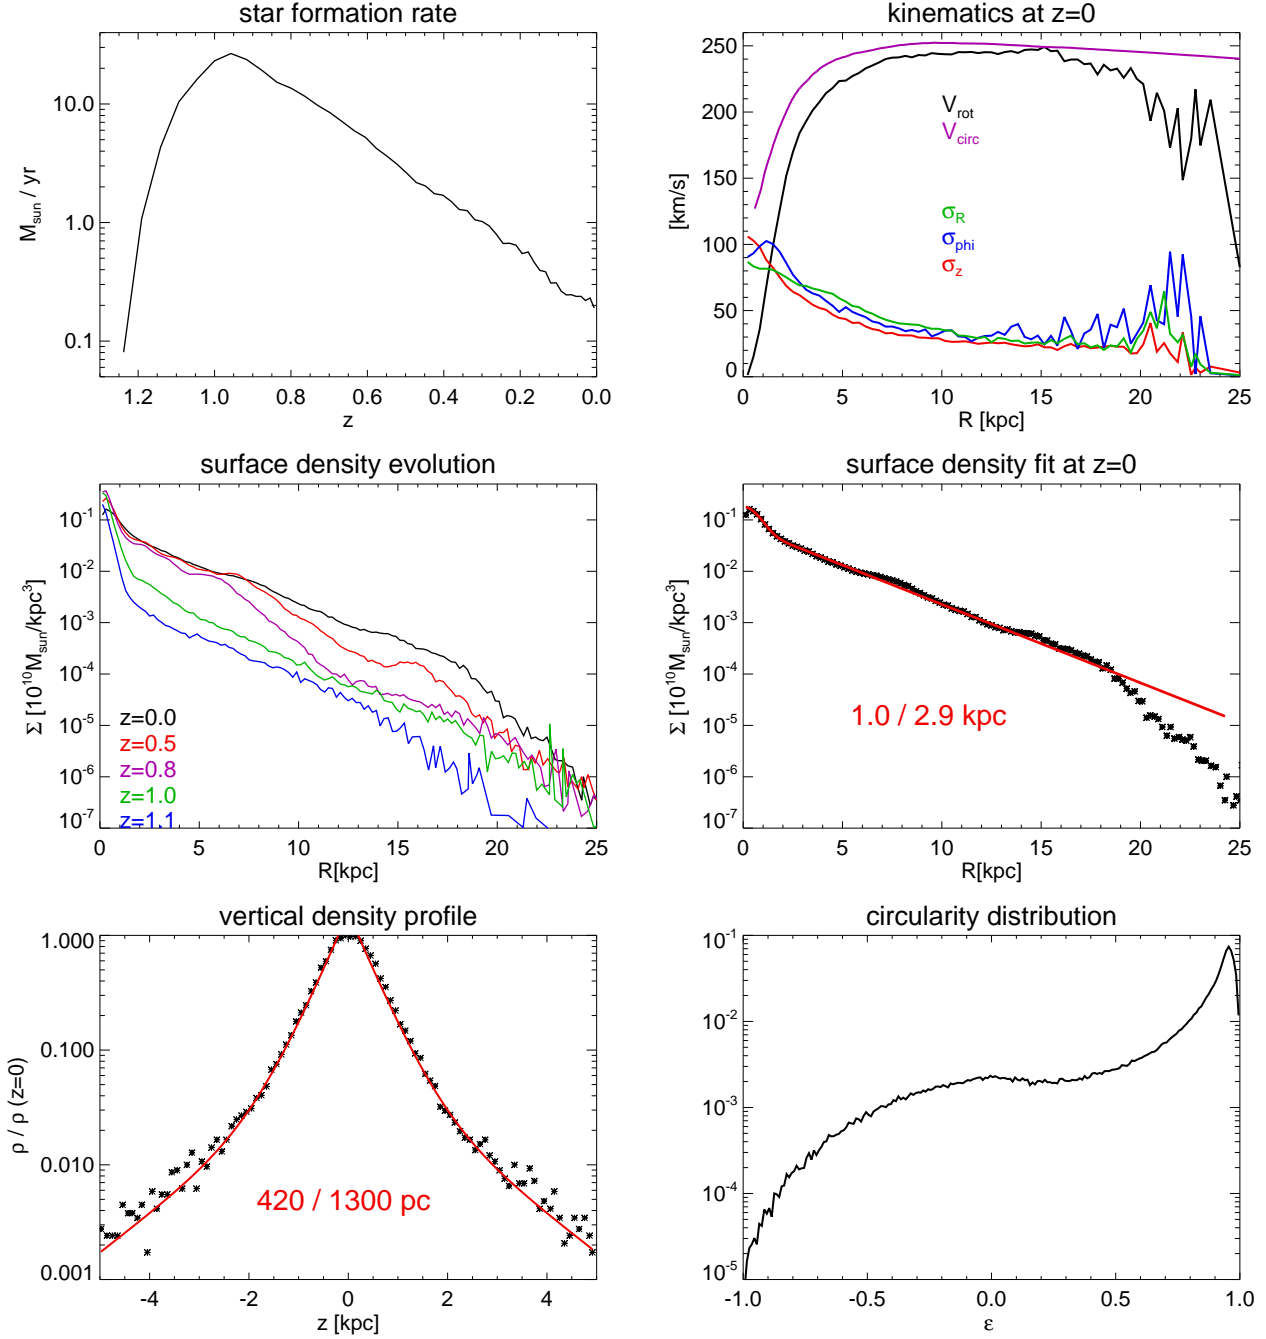 star formation rate
10.0
1.0
0.1
M_sun / yr
1.2 1.0 0.8 0.6 0.4 0.2 0.0
z
kinematics at z=0
250
200
150
100
50
0
[km/s]
V_rot
V_circ
σ_R
σ_phi
σ_z
0 5 10 15 20 25
R [kpc]
surface density evolution
10^-1
10^-2
10^-3
10^-4
10^-5
10^-6
10^-7
Σ [10^10M_sun/kpc^3]
z=0.0
z=0.5
z=0.8
z=1.0
z=1.1
0 5 10 15 20 25
R[kpc]
surface density fit at z=0
10^-1
10^-2
10^-3
10^-4
10^-5
10^-6
10^-7
Σ [10^10M_sun/kpc^3]
1.0 / 2.9 kpc
0 5 10 15 20 25
R[kpc]
vertical density profile
1.000
0.100
0.010
0.001
ρ / ρ (z=0)
420 / 1300 pc
-4 -2 0 2 4
z [kpc]
circularity distribution
10^-1
10^-2
10^-3
10^-4
10^-5
-1.0 -0.5 0.0 0.5 1.0
ε